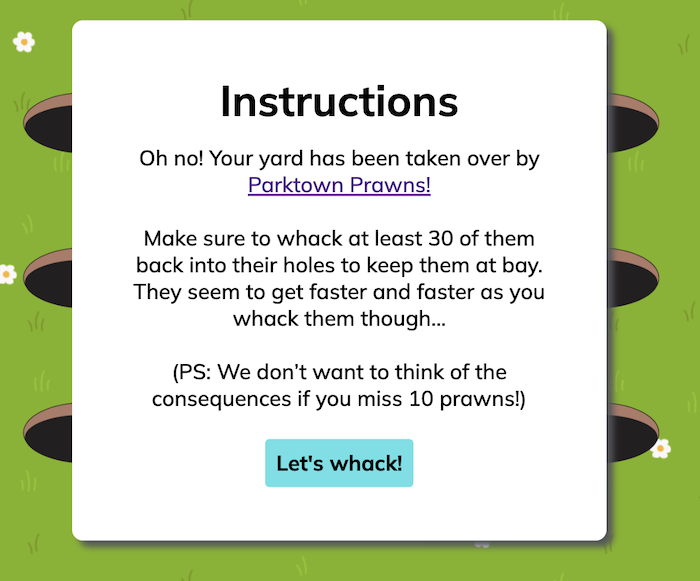 Instructions
Oh no! Your yard has been taken over by
Parktown Prawns!
Make sure to whack at least 30 of them
back into their holes to keep them at bay.
They seem to get faster and faster as you
whack them though...
(PS: We don’t want to think of the
consequences if you miss 10 prawns!)
Let's whack!